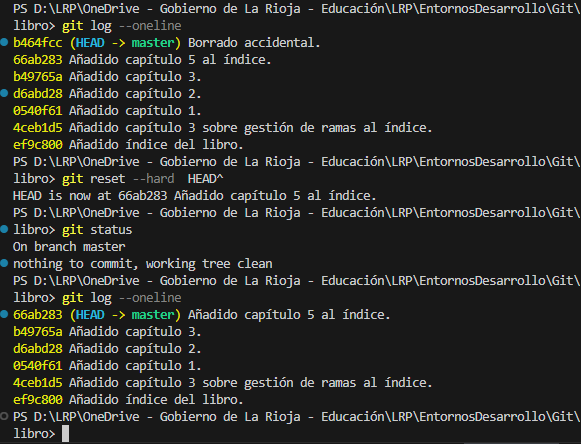 PS D:\LRP\OneDrive - Gobierno de La Rioja - Educación\LRP\EntornosDesarrollo\Git\
libro> git log --oneline
b464fcc (HEAD -> master) Borrado accidental.
66ab283 Añadido capítulo 5 al índice.
b49765a Añadido capítulo 3.
d6abd28 Añadido capítulo 2.
0540f61 Añadido capítulo 1.
4ceb1d5 Añadido capítulo 3 sobre gestión de ramas al índice.
ef9c800 Añadido índice del libro.
PS D:\LRP\OneDrive - Gobierno de La Rioja - Educación\LRP\EntornosDesarrollo\Git\
libro> git reset --hard  HEAD^
HEAD is now at 66ab283 Añadido capítulo 5 al índice.
PS D:\LRP\OneDrive - Gobierno de La Rioja - Educación\LRP\EntornosDesarrollo\Git\
libro> git status
On branch master
nothing to commit, working tree clean
PS D:\LRP\OneDrive - Gobierno de La Rioja - Educación\LRP\EntornosDesarrollo\Git\
libro> git log --oneline
66ab283 (HEAD -> master) Añadido capítulo 5 al índice.
b49765a Añadido capítulo 3.
d6abd28 Añadido capítulo 2.
0540f61 Añadido capítulo 1.
4ceb1d5 Añadido capítulo 3 sobre gestión de ramas al índice.
ef9c800 Añadido índice del libro.
PS D:\LRP\OneDrive - Gobierno de La Rioja - Educación\LRP\EntornosDesarrollo\Git\
libro>